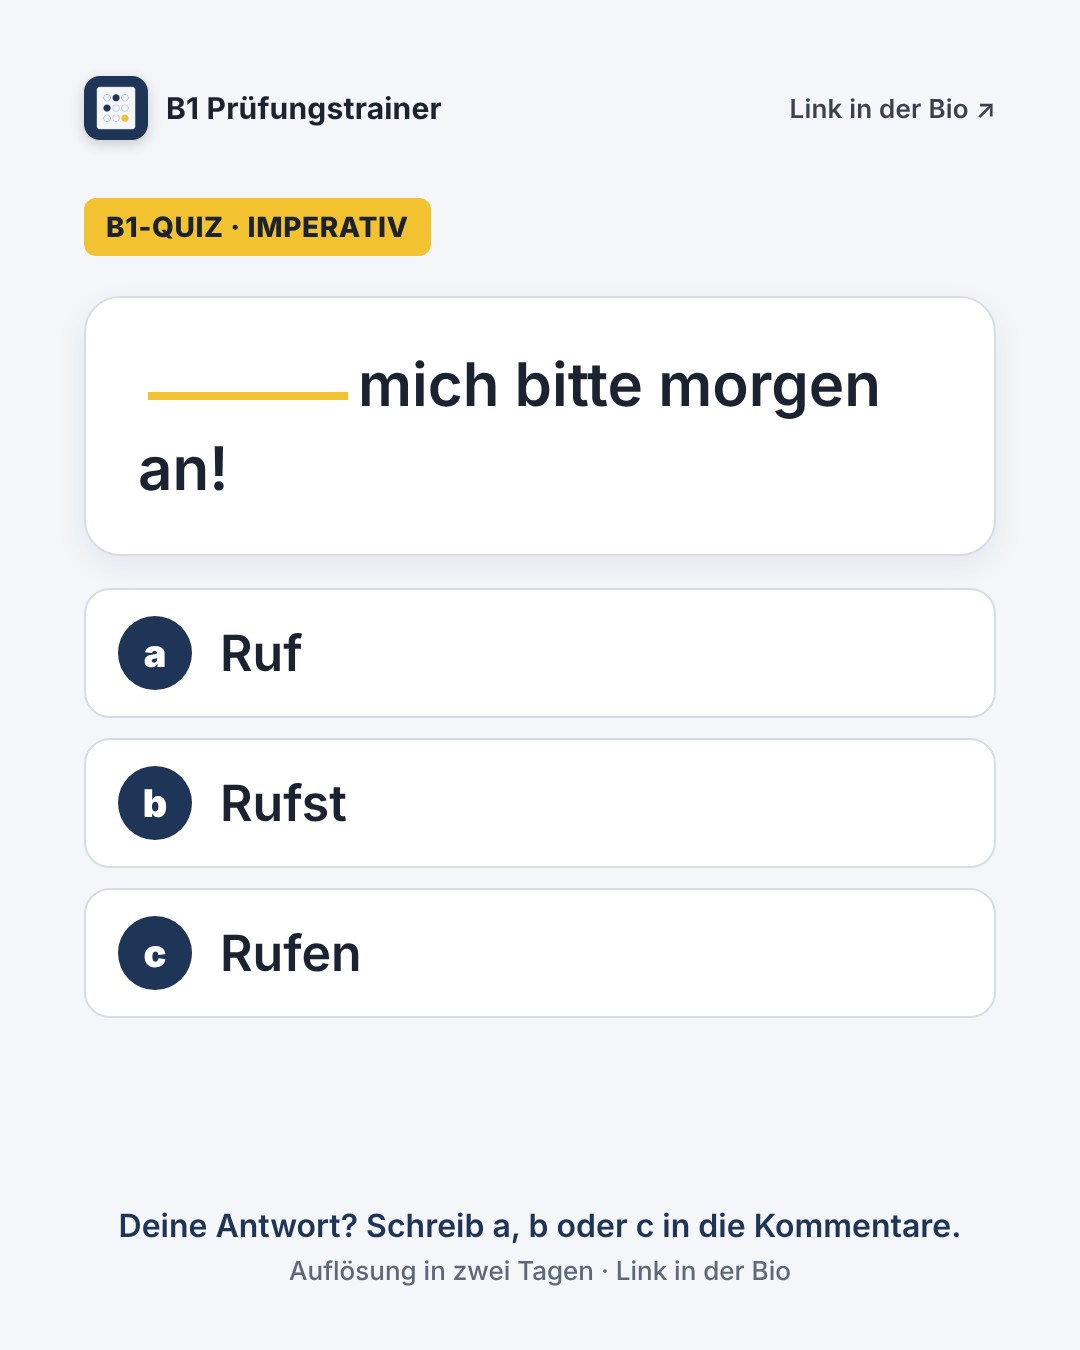 B1 Prüfungstrainer
Link in der Bio ↗
B1-QUIZ · IMPERATIV
______ mich bitte morgen
an!
a Ruf
b Rufst
c Rufen
Deine Antwort? Schreib a, b oder c in die Kommentare.
Auflösung in zwei Tagen · Link in der Bio